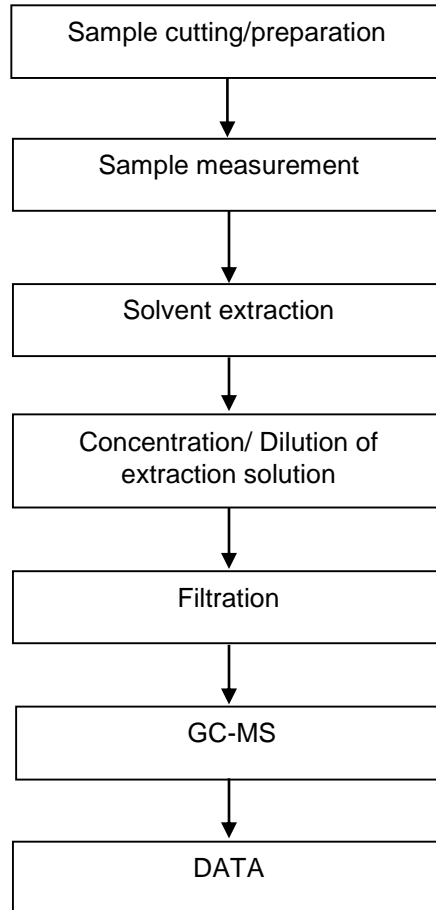 Sample cutting/preparation
Sample measurement
Solvent extraction
Concentration/ Dilution of
extraction solution
Filtration
GC-MS
DATA